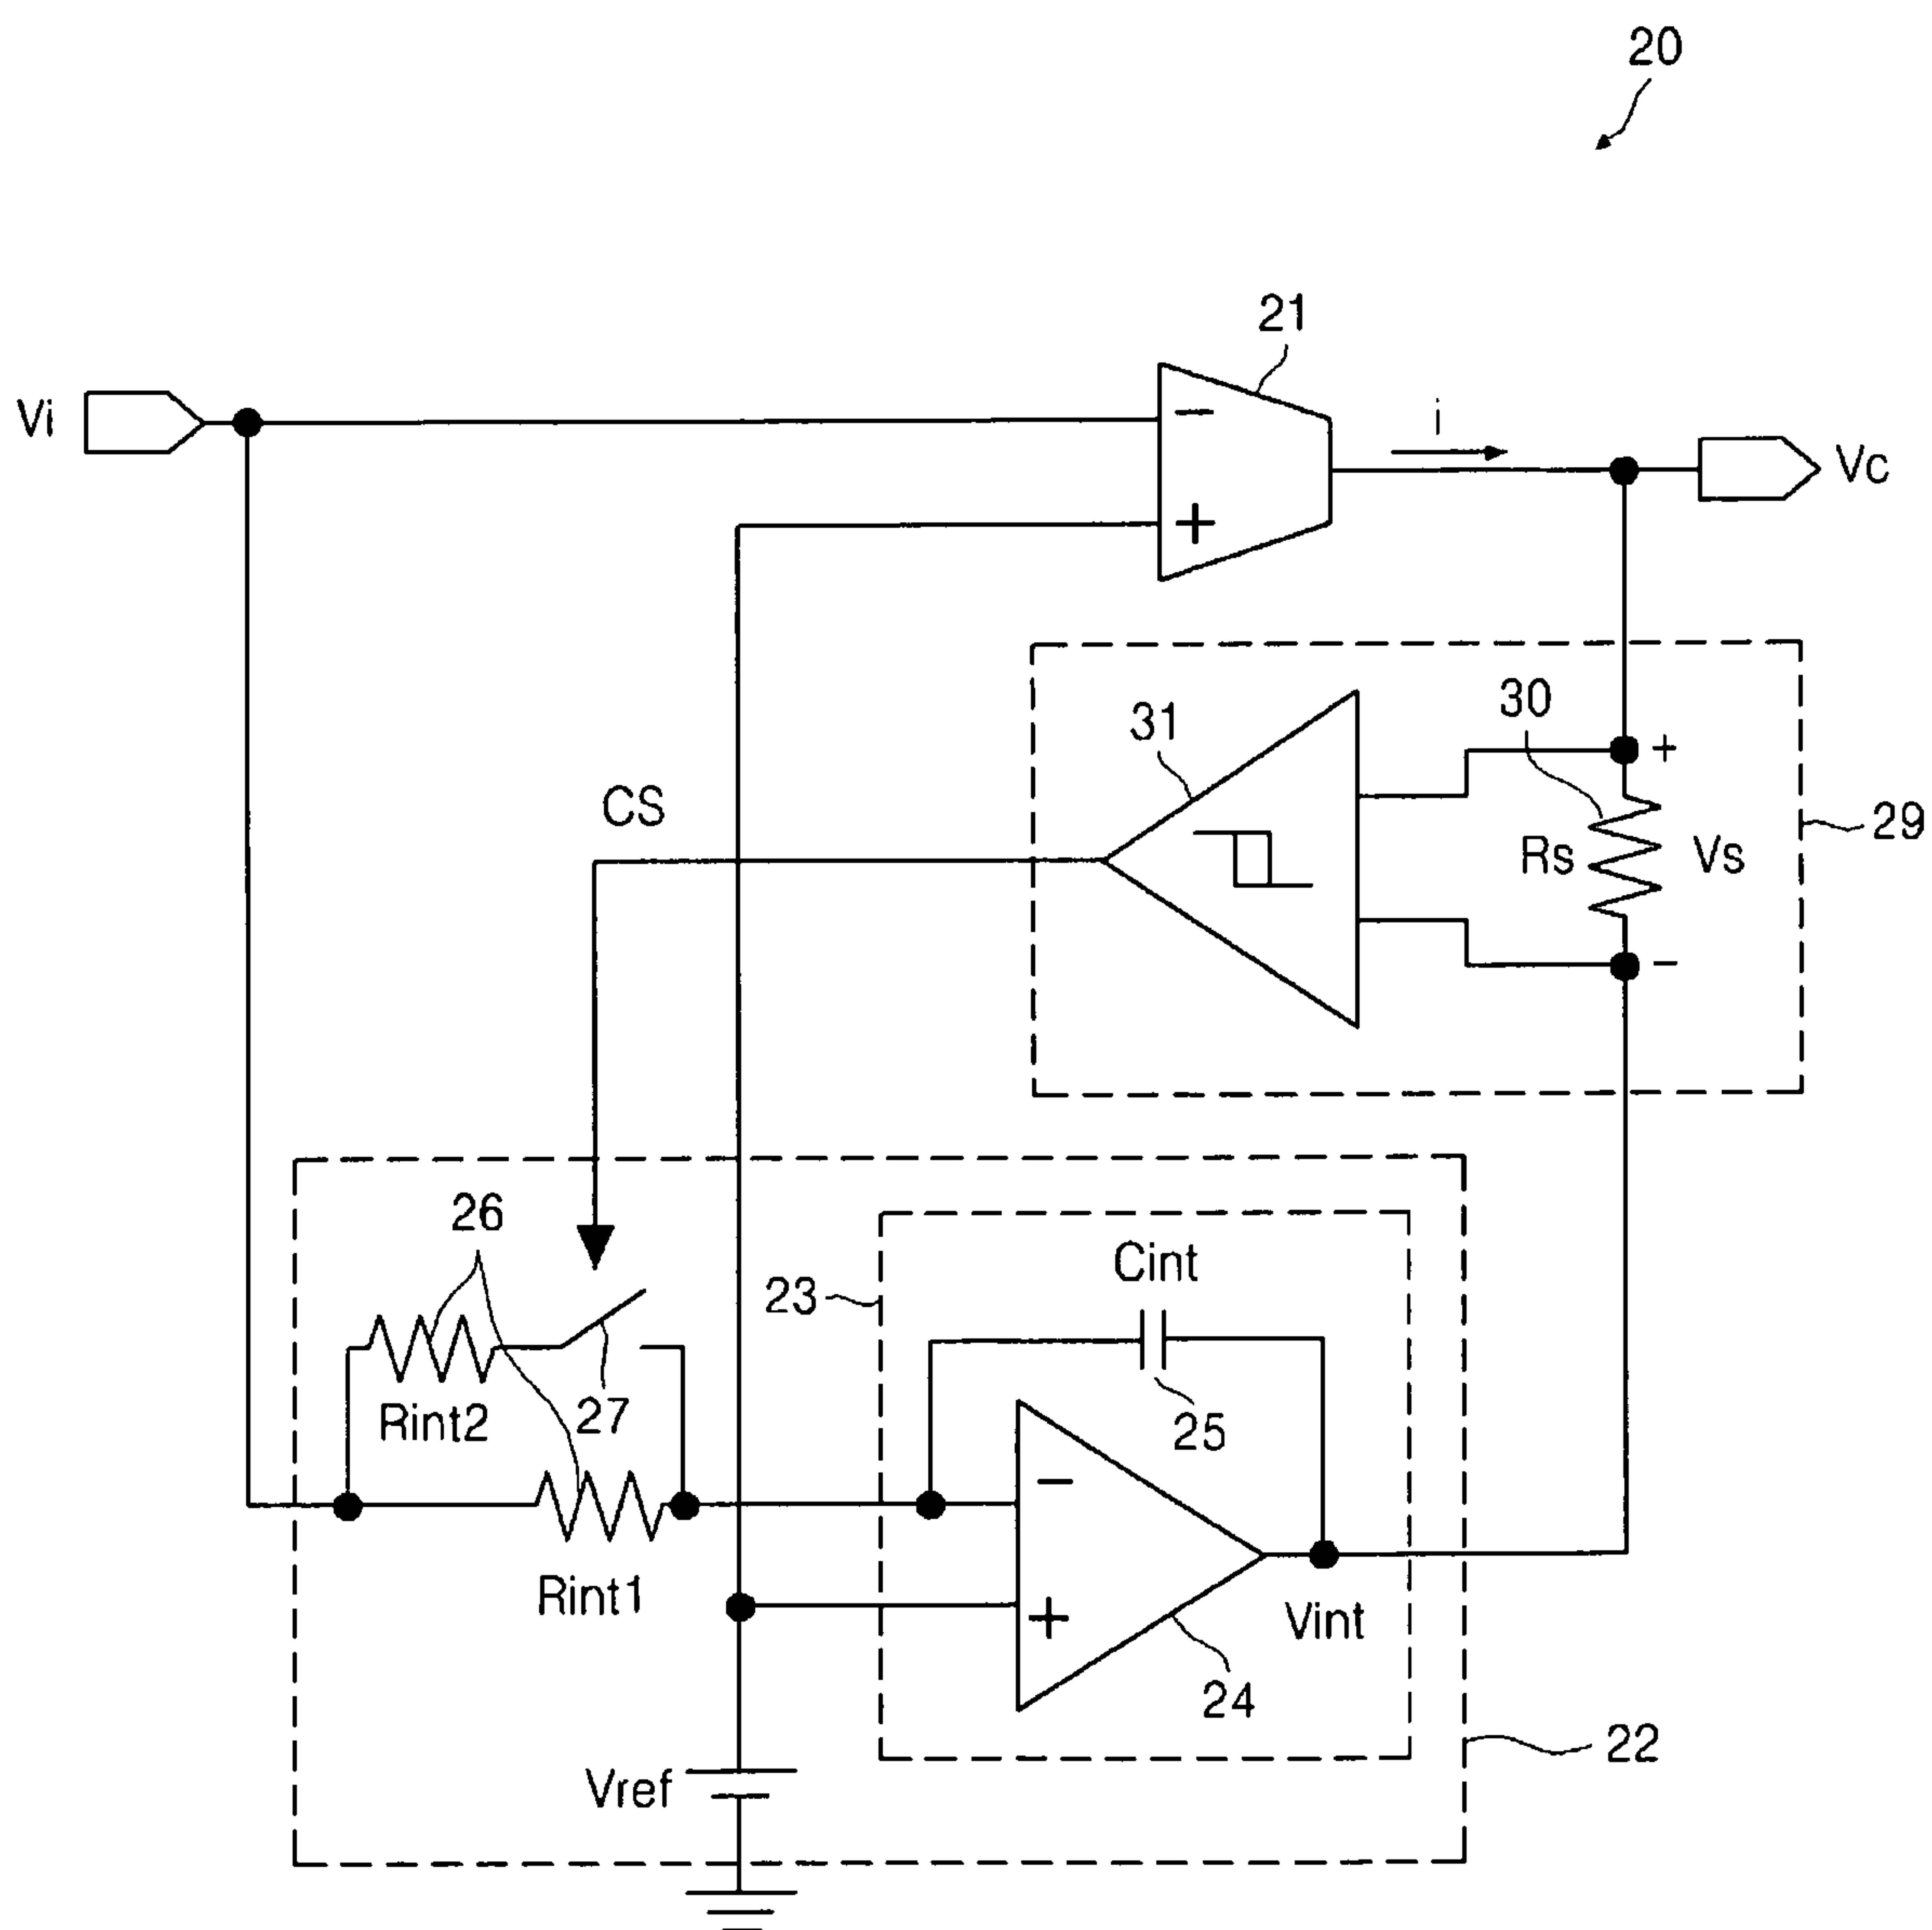 20
21
Vi
−
i
Vc
+
30
31
+
CS
29
Rs
Vs
−
26
Cint
23
27
25
Rint2
−
Rint1
+
Vint
24
22
Vref